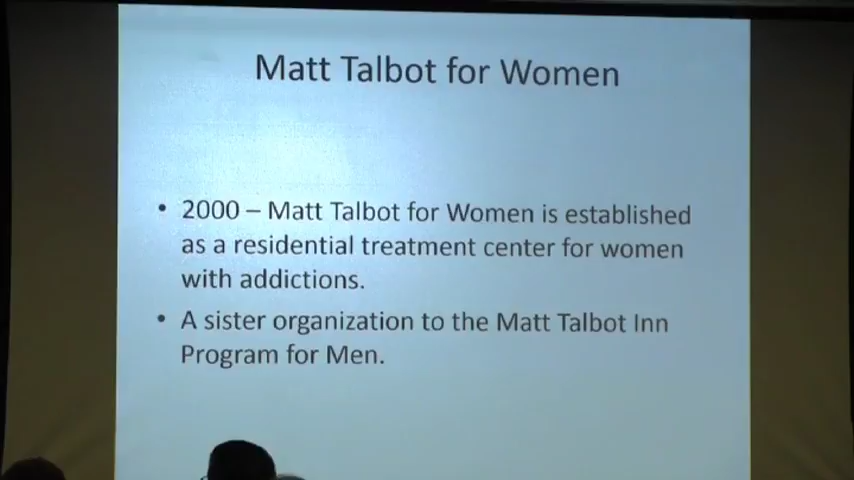 Matt Talbot for Women
• 2000 – Matt Talbot for Women is established
as a residential treatment center for women
with addictions.
• A sister organization to the Matt Talbot Inn
Program for Men.